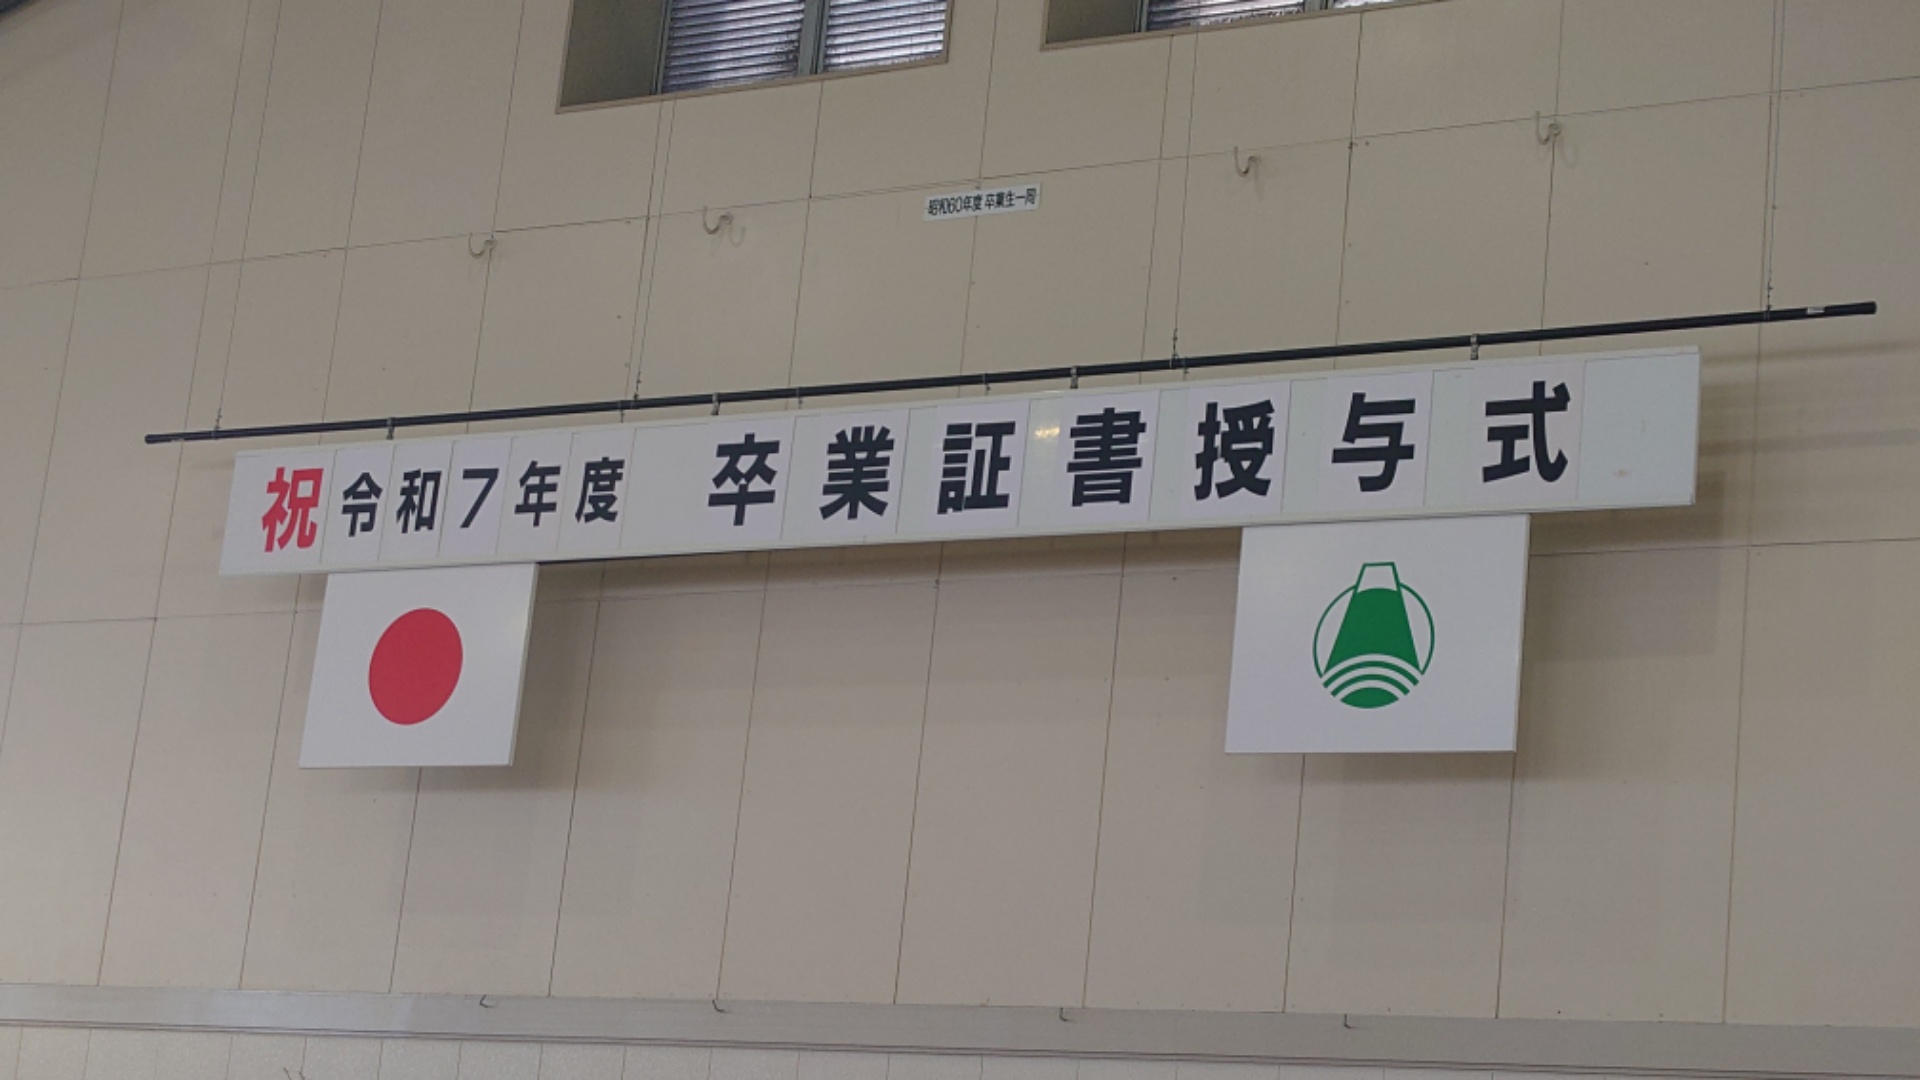 昭和60年度 卒業生一同
祝 令和7年度 卒業証書授与式